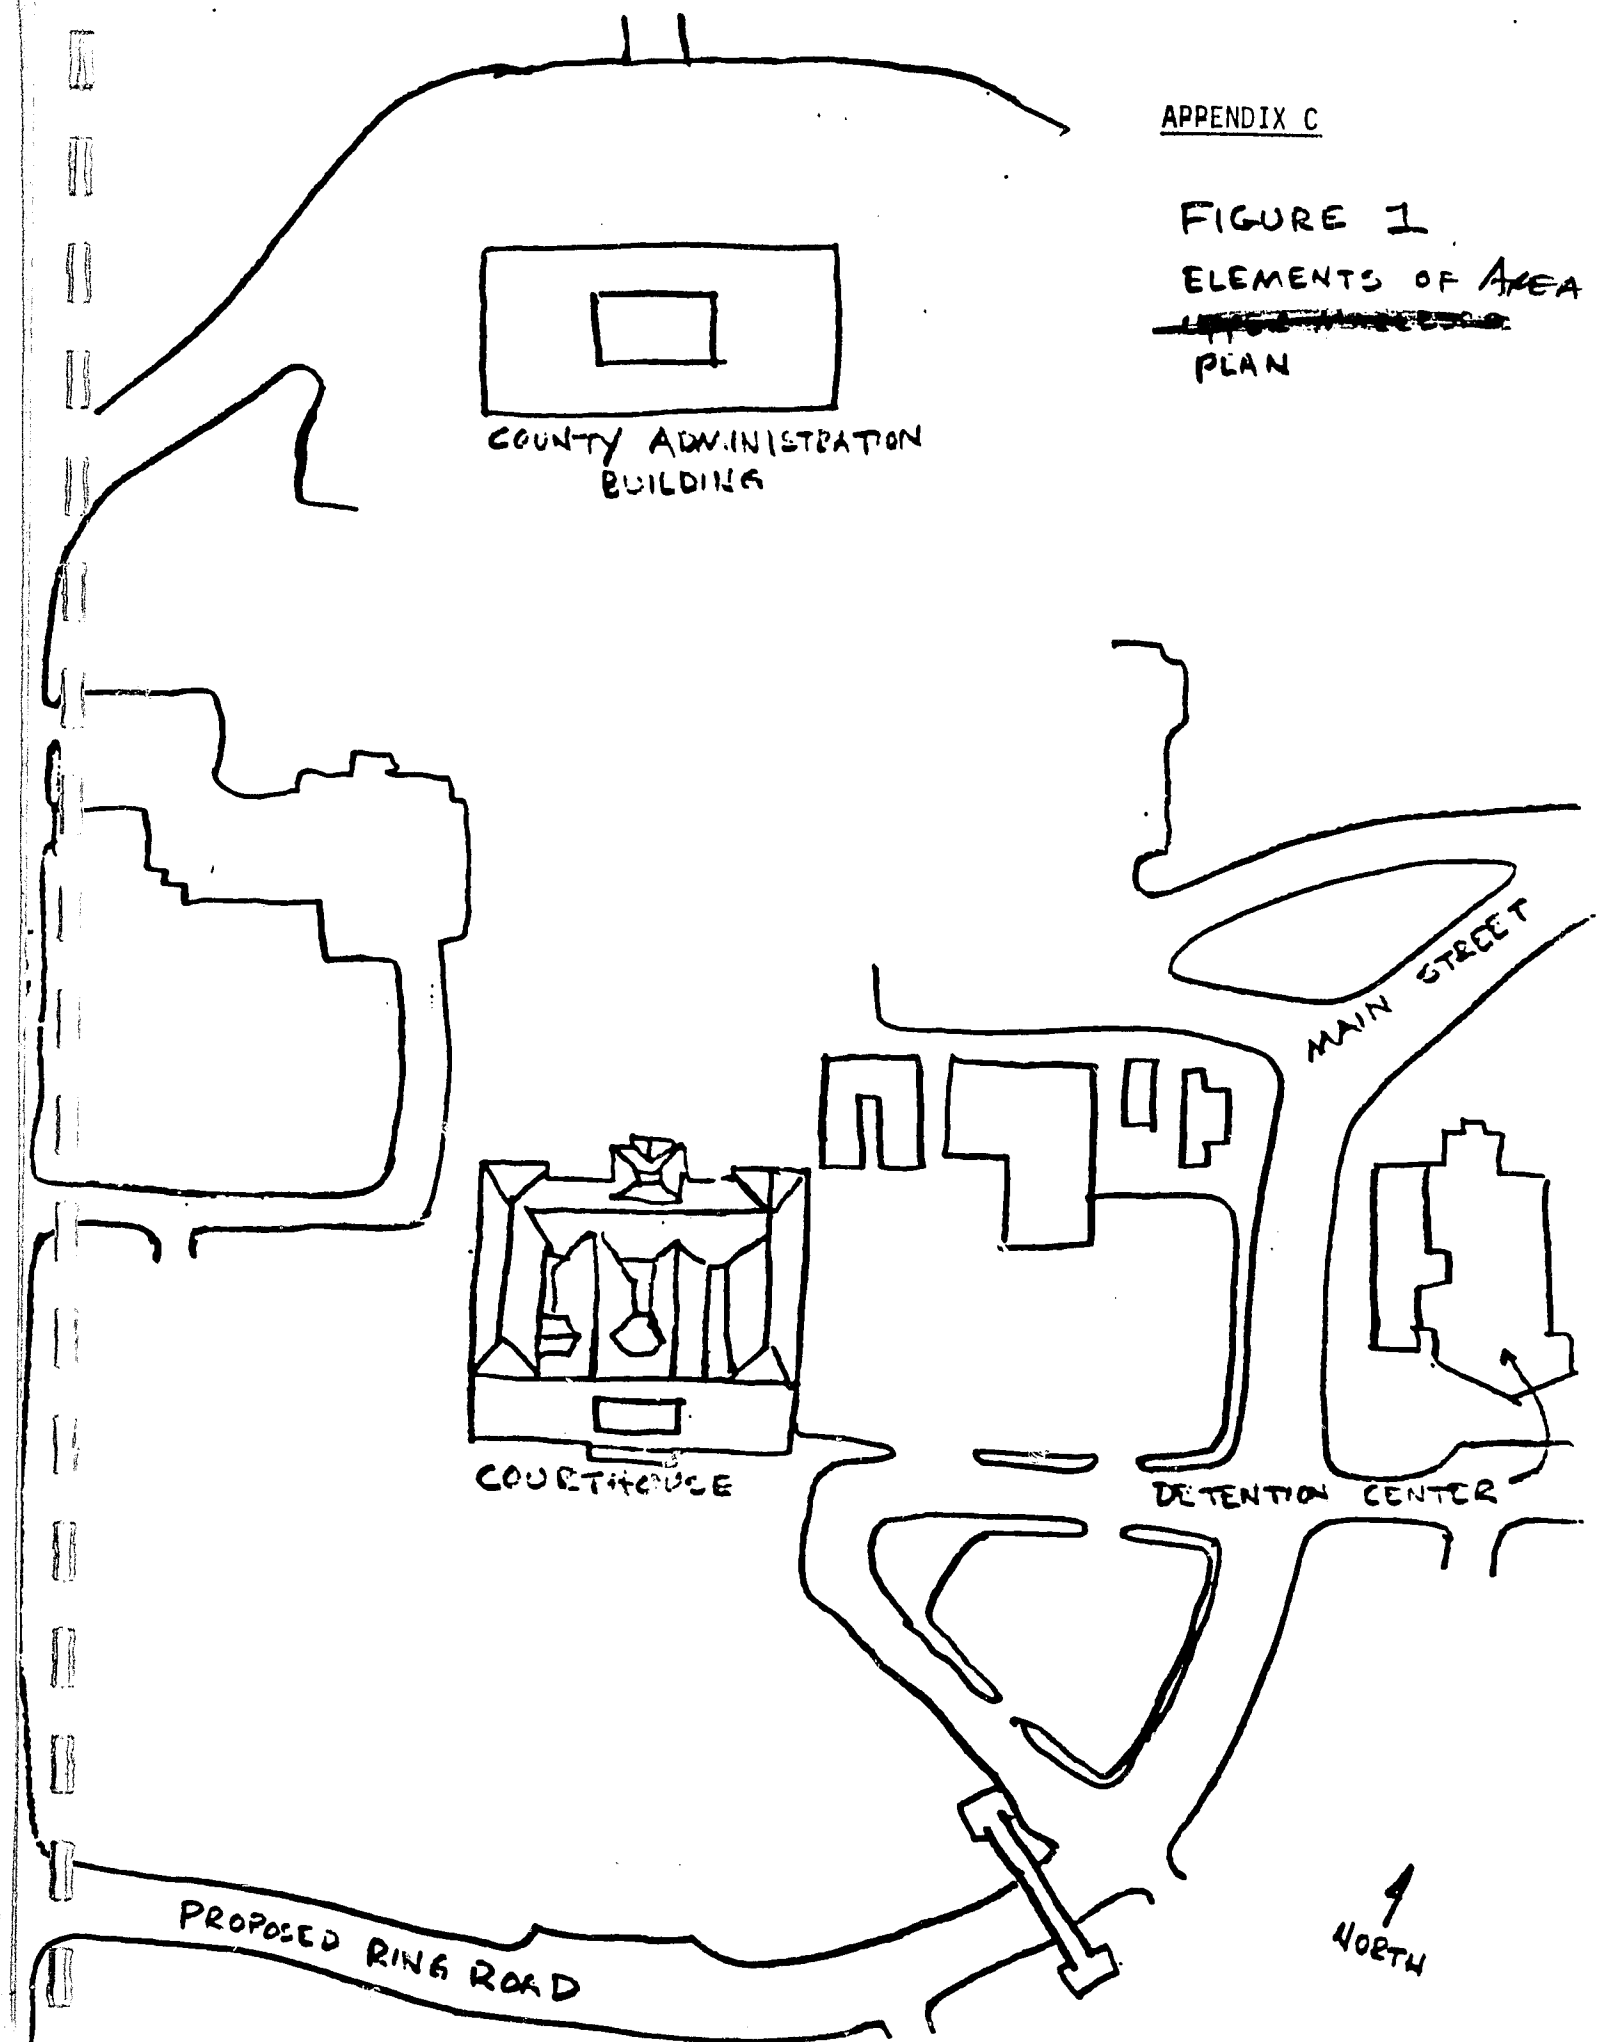 APPENDIX C
FIGURE 1
ELEMENTS OF AREA
PLAN
COUNTY ADMINISTRATION
BUILDING
MAIN STREET
COURTHOUSE
DETENTION CENTER
NORTH
PROPOSED RING ROAD